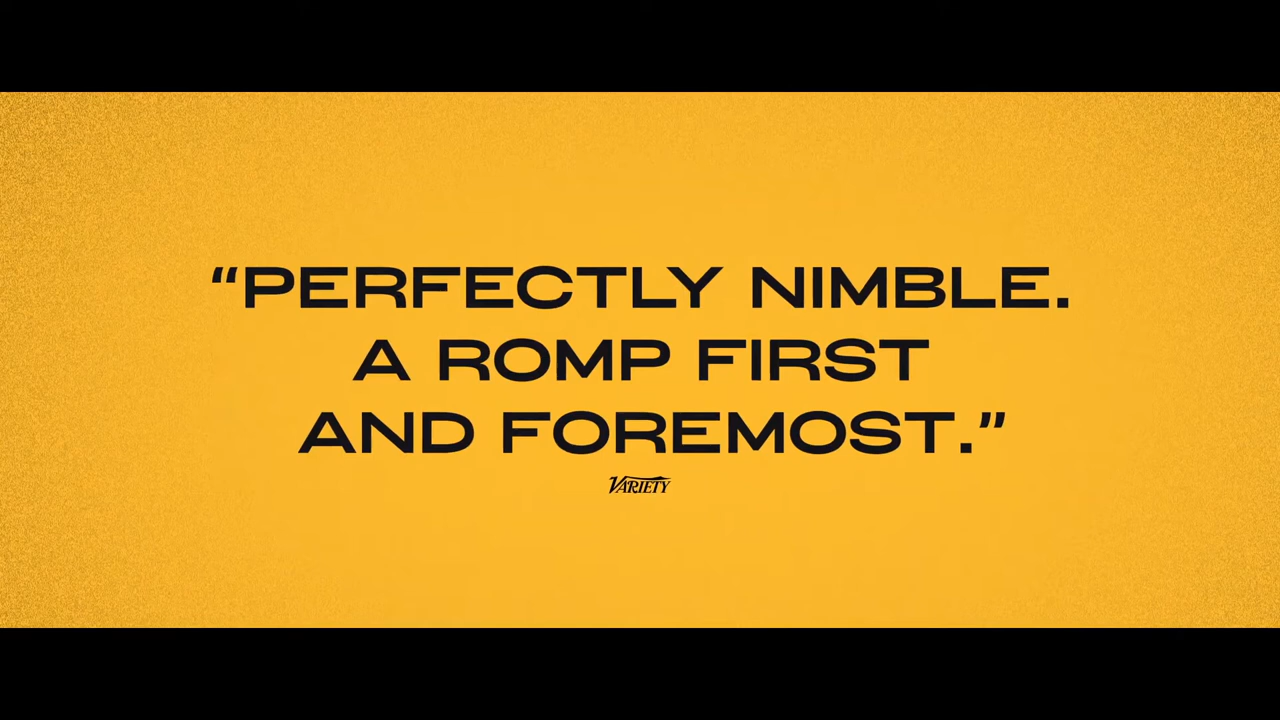 “PERFECTLY NIMBLE.
A ROMP FIRST
AND FOREMOST.”
VARIETY